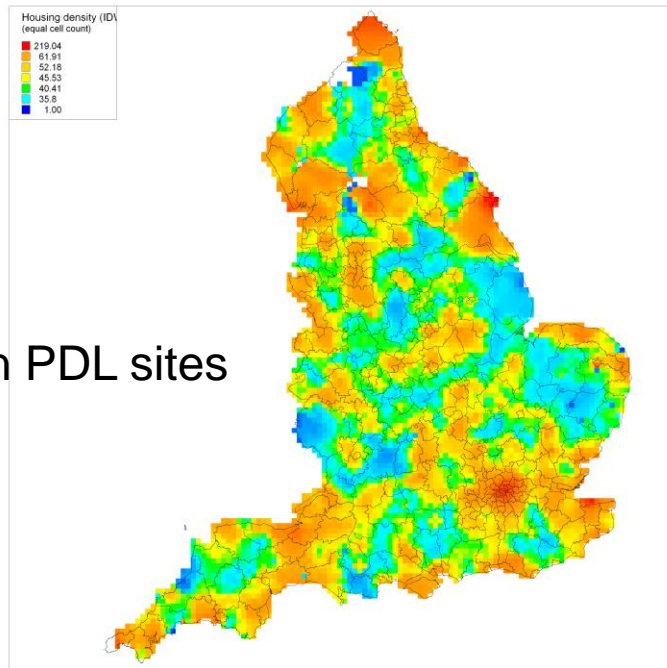 Housing density (IDW
(equal cell count)
219.04
61.91
52.18
45.53
40.41
35.8
1.00
PDL sites